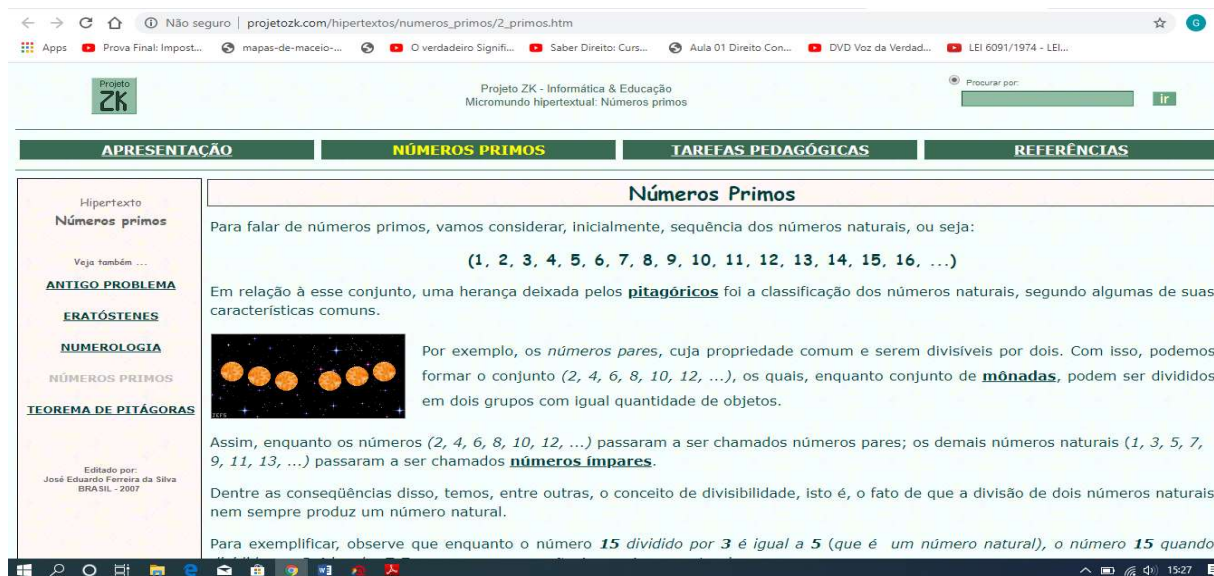 Não seguro | projetozk.com/hipertextos/numeros_primos/2_primos.htm
G
Apps Prova Final: Impost... mapas-de-maceio-... O verdadeiro Signifi... Saber Direito: Curs... Aula 01 Direito Con... DVD Voz da Verdad... LEI 6091/1974 - LEI...
Projeto
ZK
Projeto ZK - Informática & Educação
Micromundo hipertextual: Números primos
Procurar por:
ir
APRESENTAÇÃO NÚMEROS PRIMOS TAREFAS PEDAGÓGICAS REFERÊNCIAS
Hipertexto
Números primos
Veja também ...
ANTIGO PROBLEMA
ERATÓSTENES
NUMEROLOGIA
NÚMEROS PRIMOS
TEOREMA DE PITÁGORAS
Editado por:
José Eduardo Ferreira da Silva
BRASIL - 2007
Números Primos
Para falar de números primos, vamos considerar, inicialmente, sequência dos números naturais, ou seja:
(1, 2, 3, 4, 5, 6, 7, 8, 9, 10, 11, 12, 13, 14, 15, 16, ...)
Em relação à esse conjunto, uma herança deixada pelos pitagóricos foi a classificação dos números naturais, segundo algumas de suas
características comuns.
Por exemplo, os números pares, cuja propriedade comum e serem divisíveis por dois. Com isso, podemos
formar o conjunto (2, 4, 6, 8, 10, 12, ...), os quais, enquanto conjunto de mônadas, podem ser divididos
em dois grupos com igual quantidade de objetos.
Assim, enquanto os números (2, 4, 6, 8, 10, 12, ...) passaram a ser chamados números pares; os demais números naturais (1, 3, 5, 7,
9, 11, 13, ...) passaram a ser chamados números ímpares.
Dentre as conseqüências disso, temos, entre outras, o conceito de divisibilidade, isto é, o fato de que a divisão de dois números naturais
nem sempre produz um número natural.
Para exemplificar, observe que enquanto o número 15 dividido por 3 é igual a 5 (que é um número natural), o número 15 quando
15:27